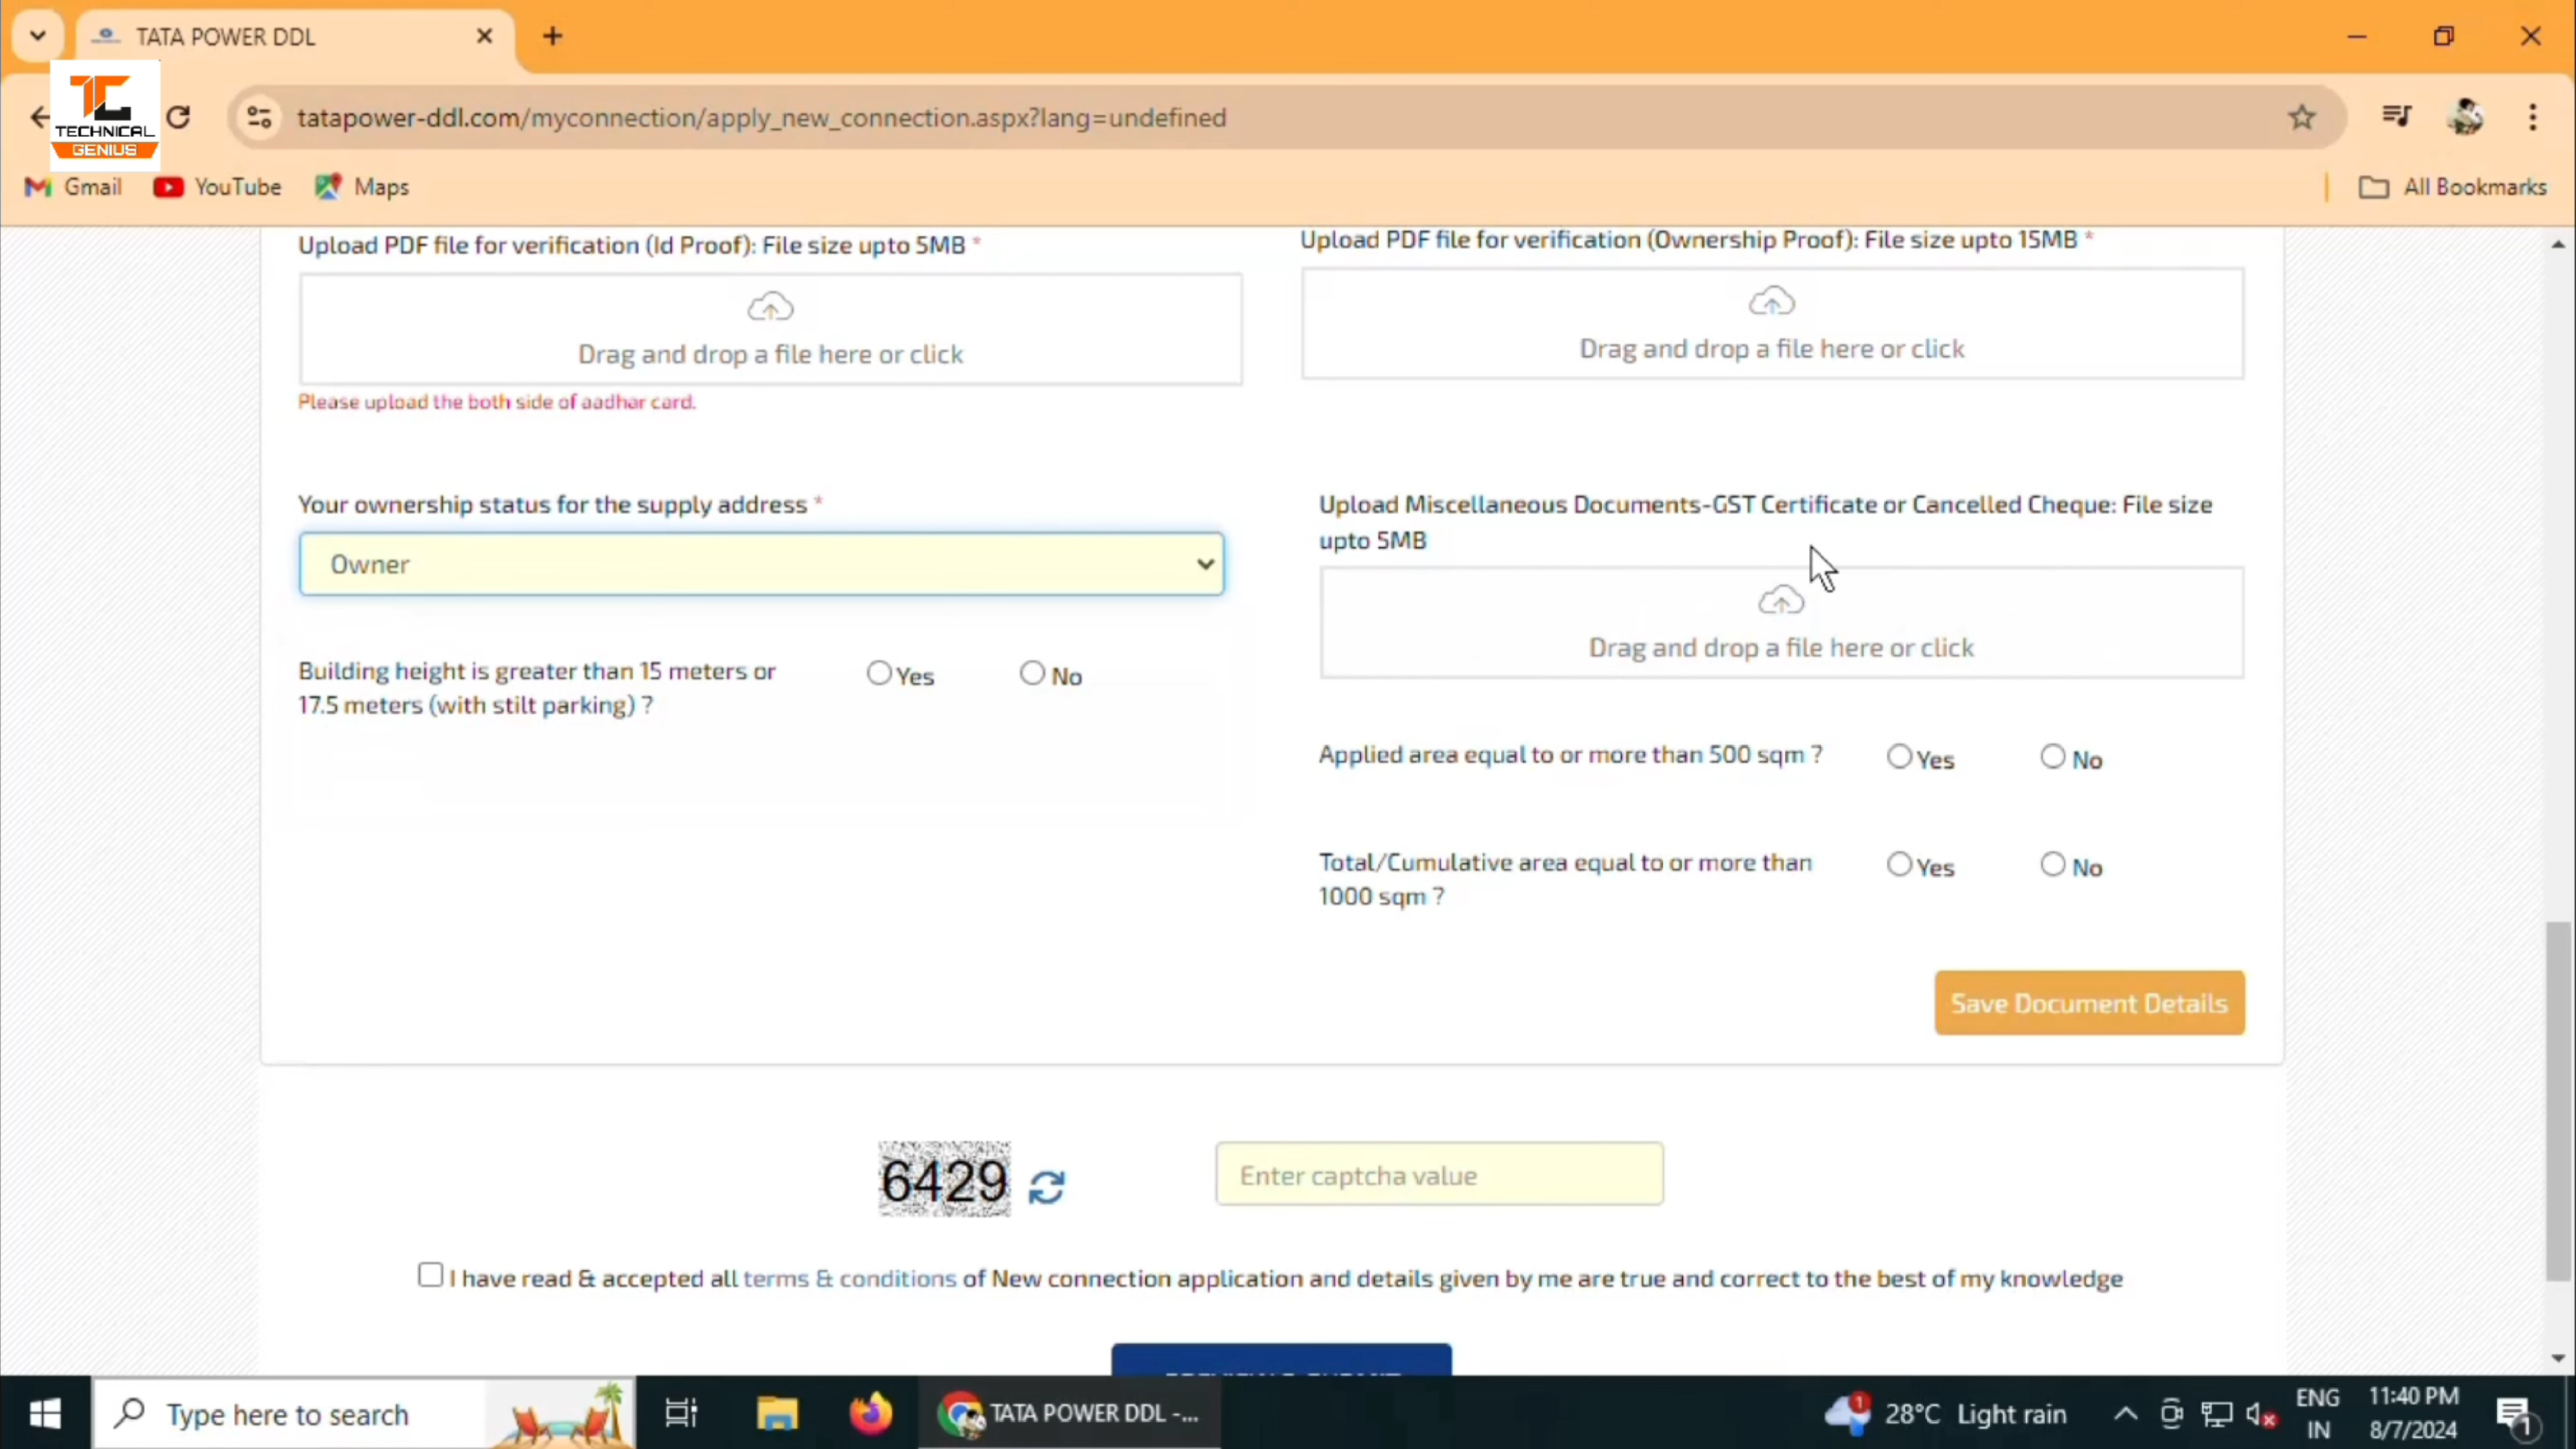 TATA POWER DDL
TECHNICAL
GENIUS
tatapower-ddl.com/myconnection/apply_new_connection.aspx?lang=undefined
Gmail
YouTube
Maps
All Bookmarks
Upload PDF file for verification (Id Proof): File size upto 5MB *
Drag and drop a file here or click
Please upload the both side of aadhar card.
Upload PDF file for verification (Ownership Proof): File size upto 15MB *
Drag and drop a file here or click
Your ownership status for the supply address *
Owner
Upload Miscellaneous Documents-GST Certificate or Cancelled Cheque: File size
upto 5MB
Drag and drop a file here or click
Building height is greater than 15 meters or
17.5 meters (with stilt parking) ?
Yes
No
Applied area equal to or more than 500 sqm ?
Yes
No
Total/Cumulative area equal to or more than
1000 sqm ?
Yes
No
Save Document Details
6429
Enter captcha value
I have read & accepted all terms & conditions of New connection application and details given by me are true and correct to the best of my knowledge
Type here to search
TATA POWER DDL -...
1
28°C Light rain
ENG
IN
11:40 PM
8/7/2024
1